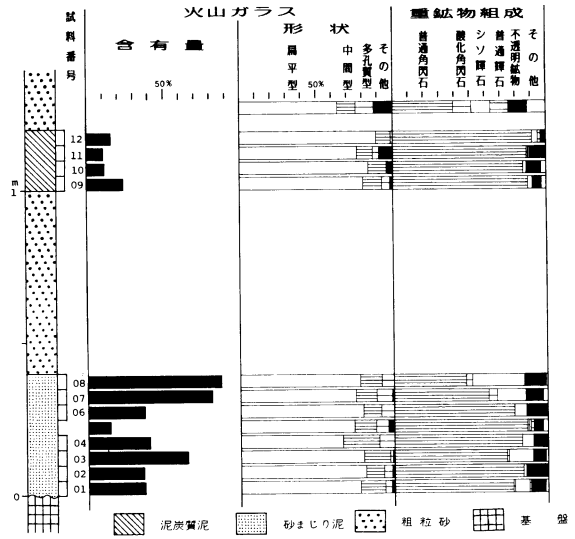 火山ガラス
重鉱物組成
試料番号
含有量
形状
扁平型
中間型
多孔質型
その他
普通角閃石
酸化角閃石
シソ輝石
普通輝石
不透明鉱物
その他
50%
50%
12
11
10
09
m
1
08
07
06
04
03
02
01
0
泥炭質泥
砂まじり泥
粗粒砂
基盤